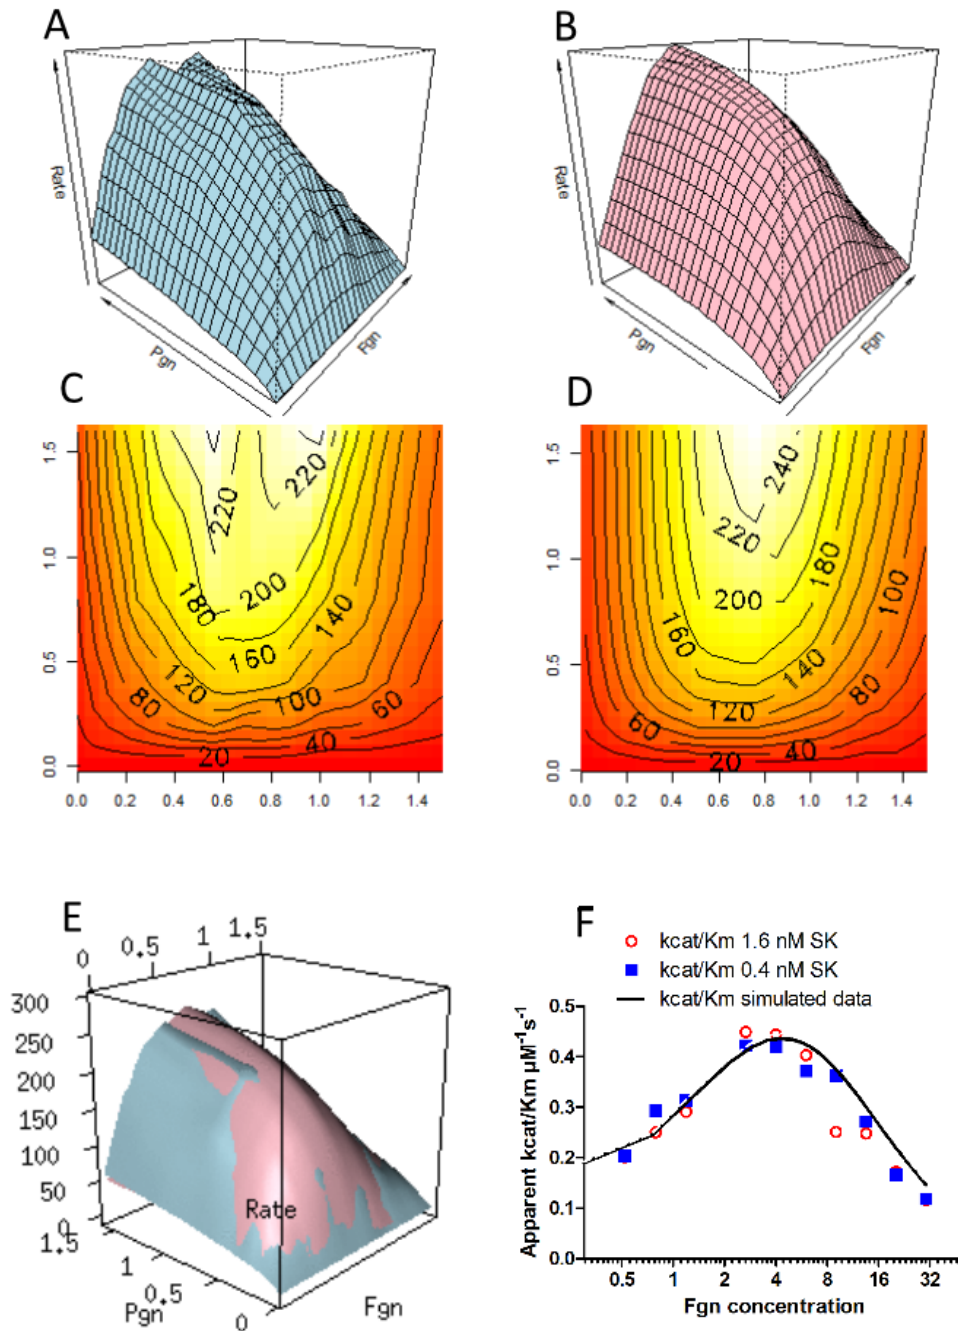 A
B
Rate
Pgn
Fgn
Rate
Pgn
Fgn
C
D
1.5
1.0
0.5
0.0
220
220
180
200
140
160
120
100
80
60
20
40
0.0 0.2 0.4 0.6 0.8 1.0 1.2 1.4
1.5
1.0
0.5
0.0
240
220
180
100
200
160
140
80
120
60
40
20
0.0 0.2 0.4 0.6 0.8 1.0 1.2 1.4
E
0 0.5 1 1.5
300
250
200
150
100
50
0
1.5
1
0.5
0
Rate
Pgn
Fgn
F
kcat/Km 1.6 nM SK
kcat/Km 0.4 nM SK
kcat/Km simulated data
Apparent kcat/Km µM⁻¹s⁻¹
0.5
0.4
0.3
0.2
0.1
0.0
0.5 1 2 4 8 16 32
Fgn concentration